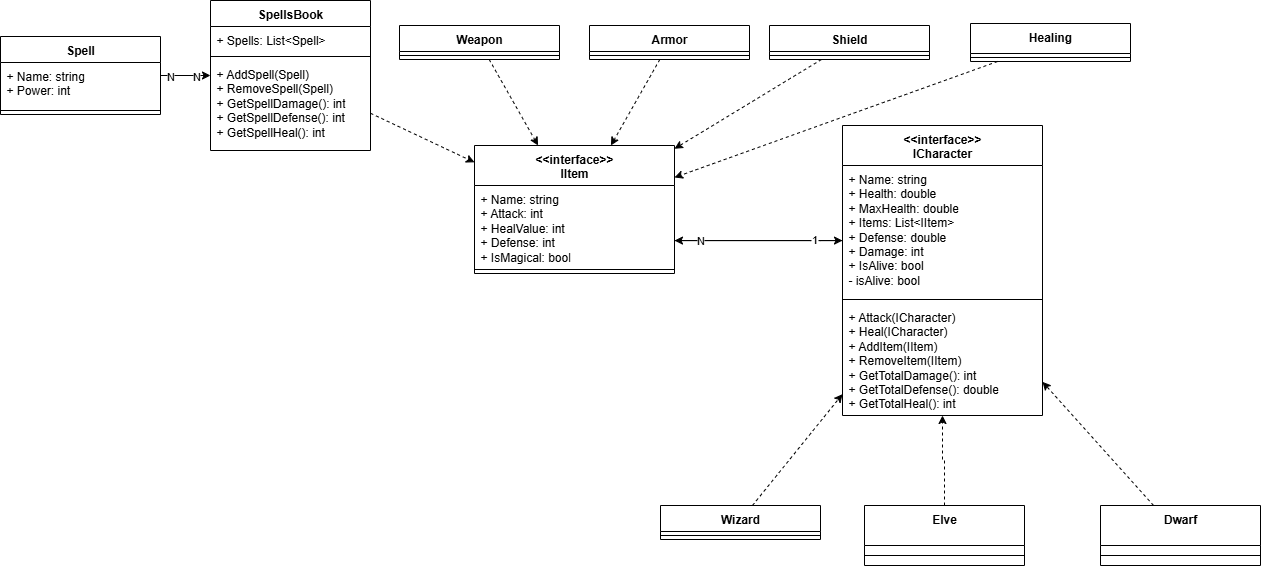 Spell
+ Name: string
+ Power: int
N
N
SpellsBook
+ Spells: List<Spell>
+ AddSpell(Spell)
+ RemoveSpell(Spell)
+ GetSpellDamage(): int
+ GetSpellDefense(): int
+ GetSpellHeal(): int
Weapon
Armor
Shield
Healing
<<interface>>
IItem
+ Name: string
+ Attack: int
+ HealValue: int
+ Defense: int
+ IsMagical: bool
N
1
<<interface>>
ICharacter
+ Name: string
+ Health: double
+ MaxHealth: double
+ Items: List<IItem>
+ Defense: double
+ Damage: int
+ IsAlive: bool
- isAlive: bool
+ Attack(ICharacter)
+ Heal(ICharacter)
+ AddItem(IItem)
+ RemoveItem(IItem)
+ GetTotalDamage(): int
+ GetTotalDefense(): double
+ GetTotalHeal(): int
Wizard
Elve
Dwarf